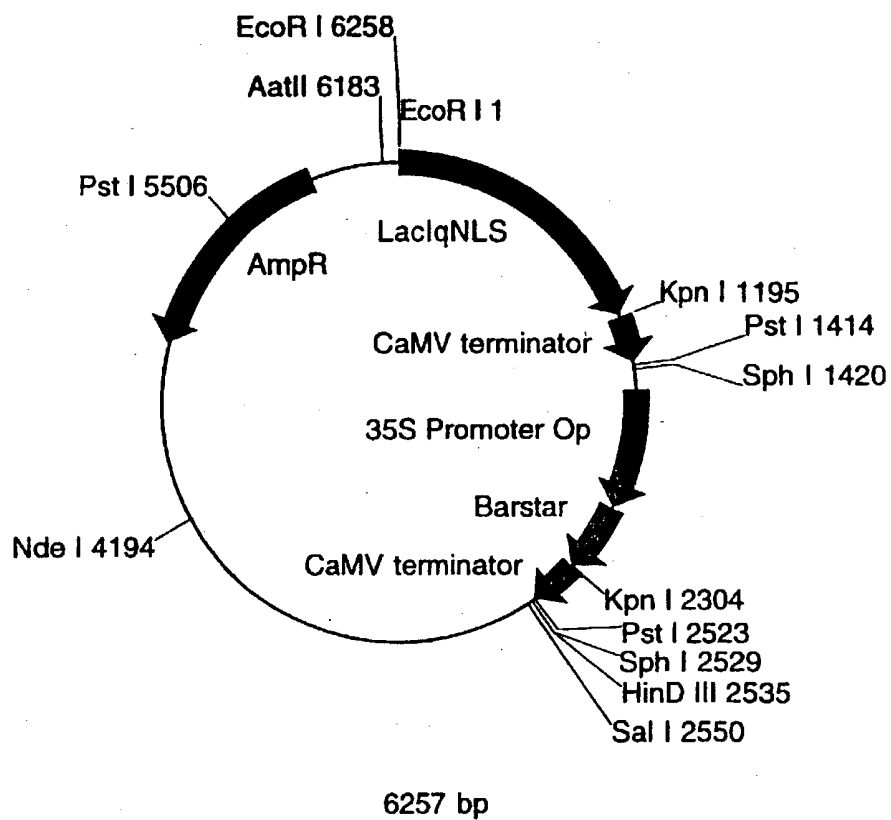 EcoR I 6258
AatII 6183
EcoR I 1
Pst I 5506
LacIqNLS
AmpR
Kpn I 1195
Pst I 1414
CaMV terminator
Sph I 1420
35S Promoter Op
Barstar
Nde I 4194
CaMV terminator
Kpn I 2304
Pst I 2523
Sph I 2529
HinD III 2535
Sal I 2550
6257 bp